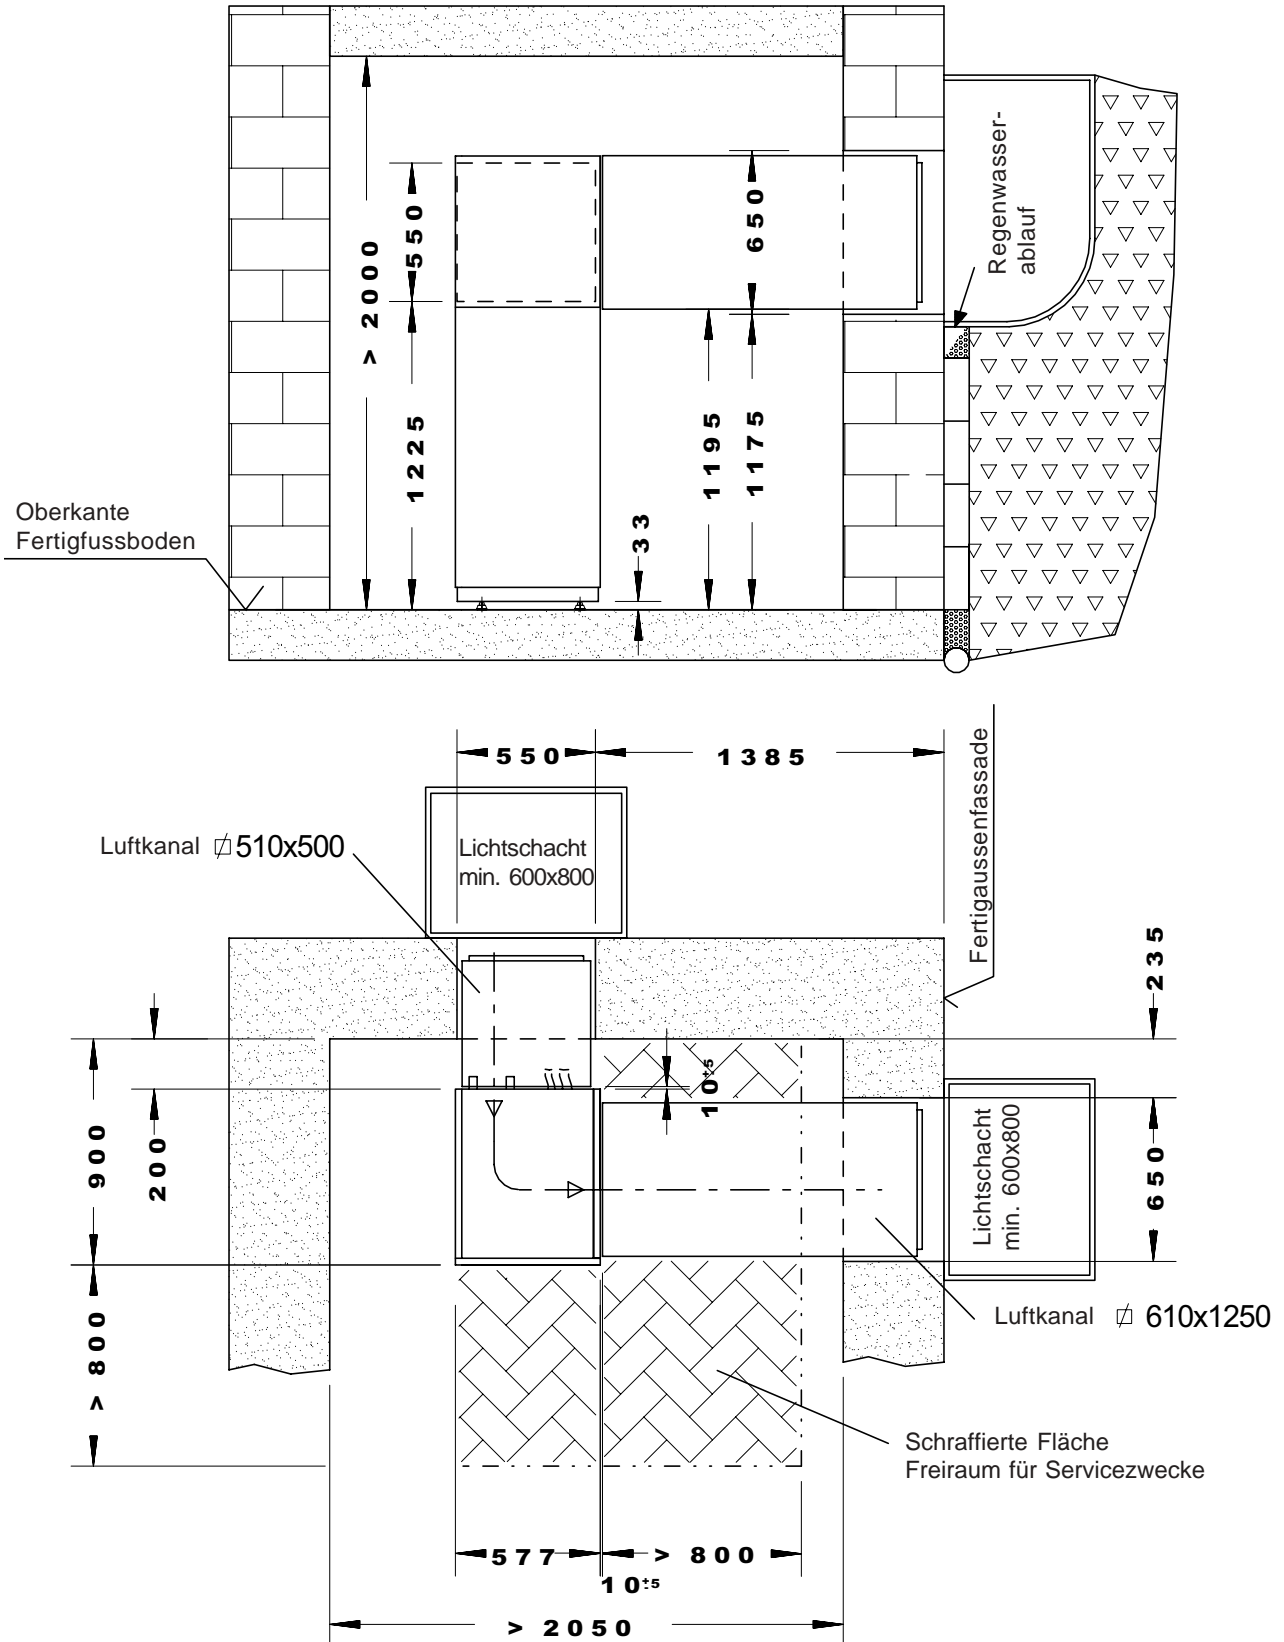 > 2000
550
1225
650
1195
1175
33
Regenwasser-
ablauf
Oberkante
Fertigfussboden
550
1385
Fertigaussenfassade
Luftkanal 510x500
Lichtschacht
min. 600x800
235
900
200
10±5
Lichtschacht
min. 600x800
650
> 800
Luftkanal 610x1250
Schraffierte Fläche
Freiraum für Servicezwecke
577
> 800
10±5
> 2050